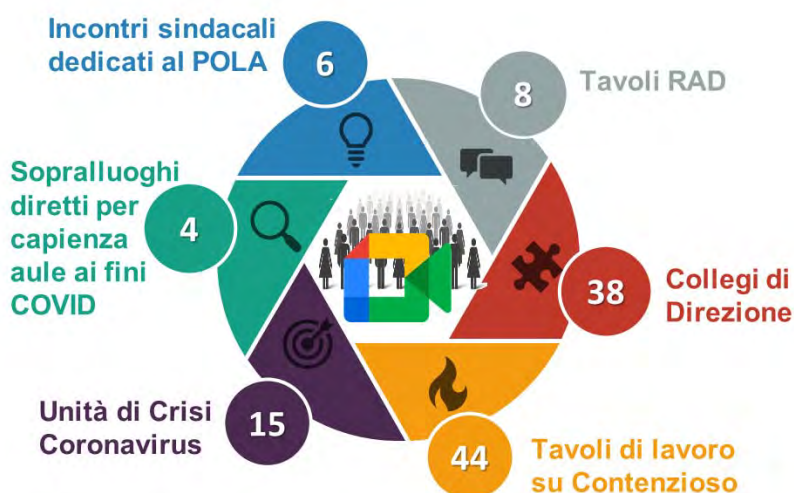 Incontri sindacali
dedicati al POLA
6
8
Tavoli RAD
Sopralluoghi
diretti per
capienza
aule ai fini
COVID
4
38
Collegi di
Direzione
Unità di Crisi
Coronavirus
15
44
Tavoli di lavoro
su Contenzioso